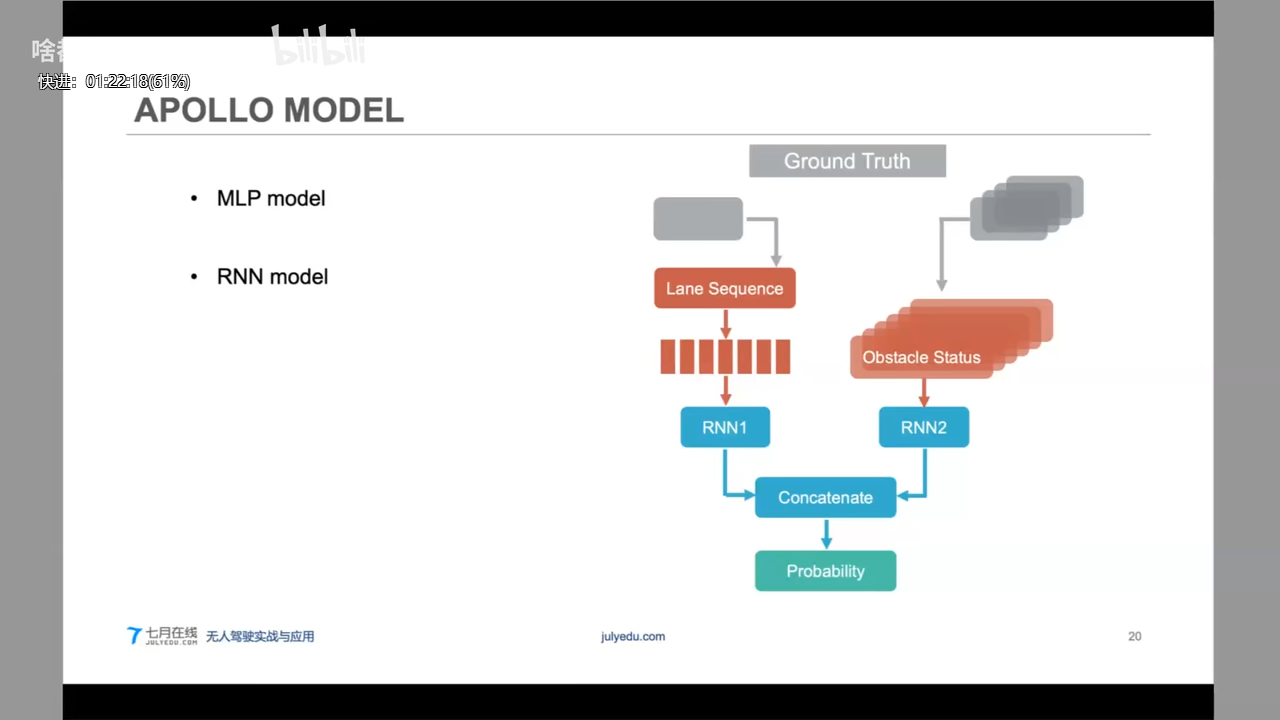 啥都
bilibili
快进: 01:22:18(61%)
APOLLO MODEL
• MLP model
• RNN model
Ground Truth
Lane Sequence
Obstacle Status
RNN1
RNN2
Concatenate
Probability
七月在线
JULYEDU.COM
无人驾驶实战与应用
julyedu.com
20